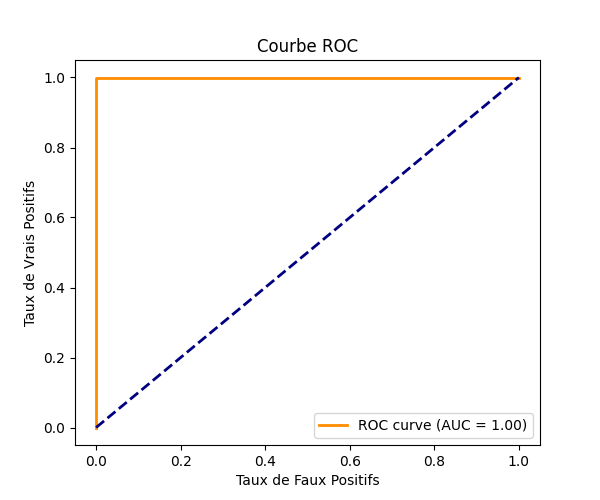 Courbe ROC
Taux de Vrais Positifs
1.0
0.8
0.6
0.4
0.2
0.0
ROC curve (AUC = 1.00)
0.0 0.2 0.4 0.6 0.8 1.0
Taux de Faux Positifs